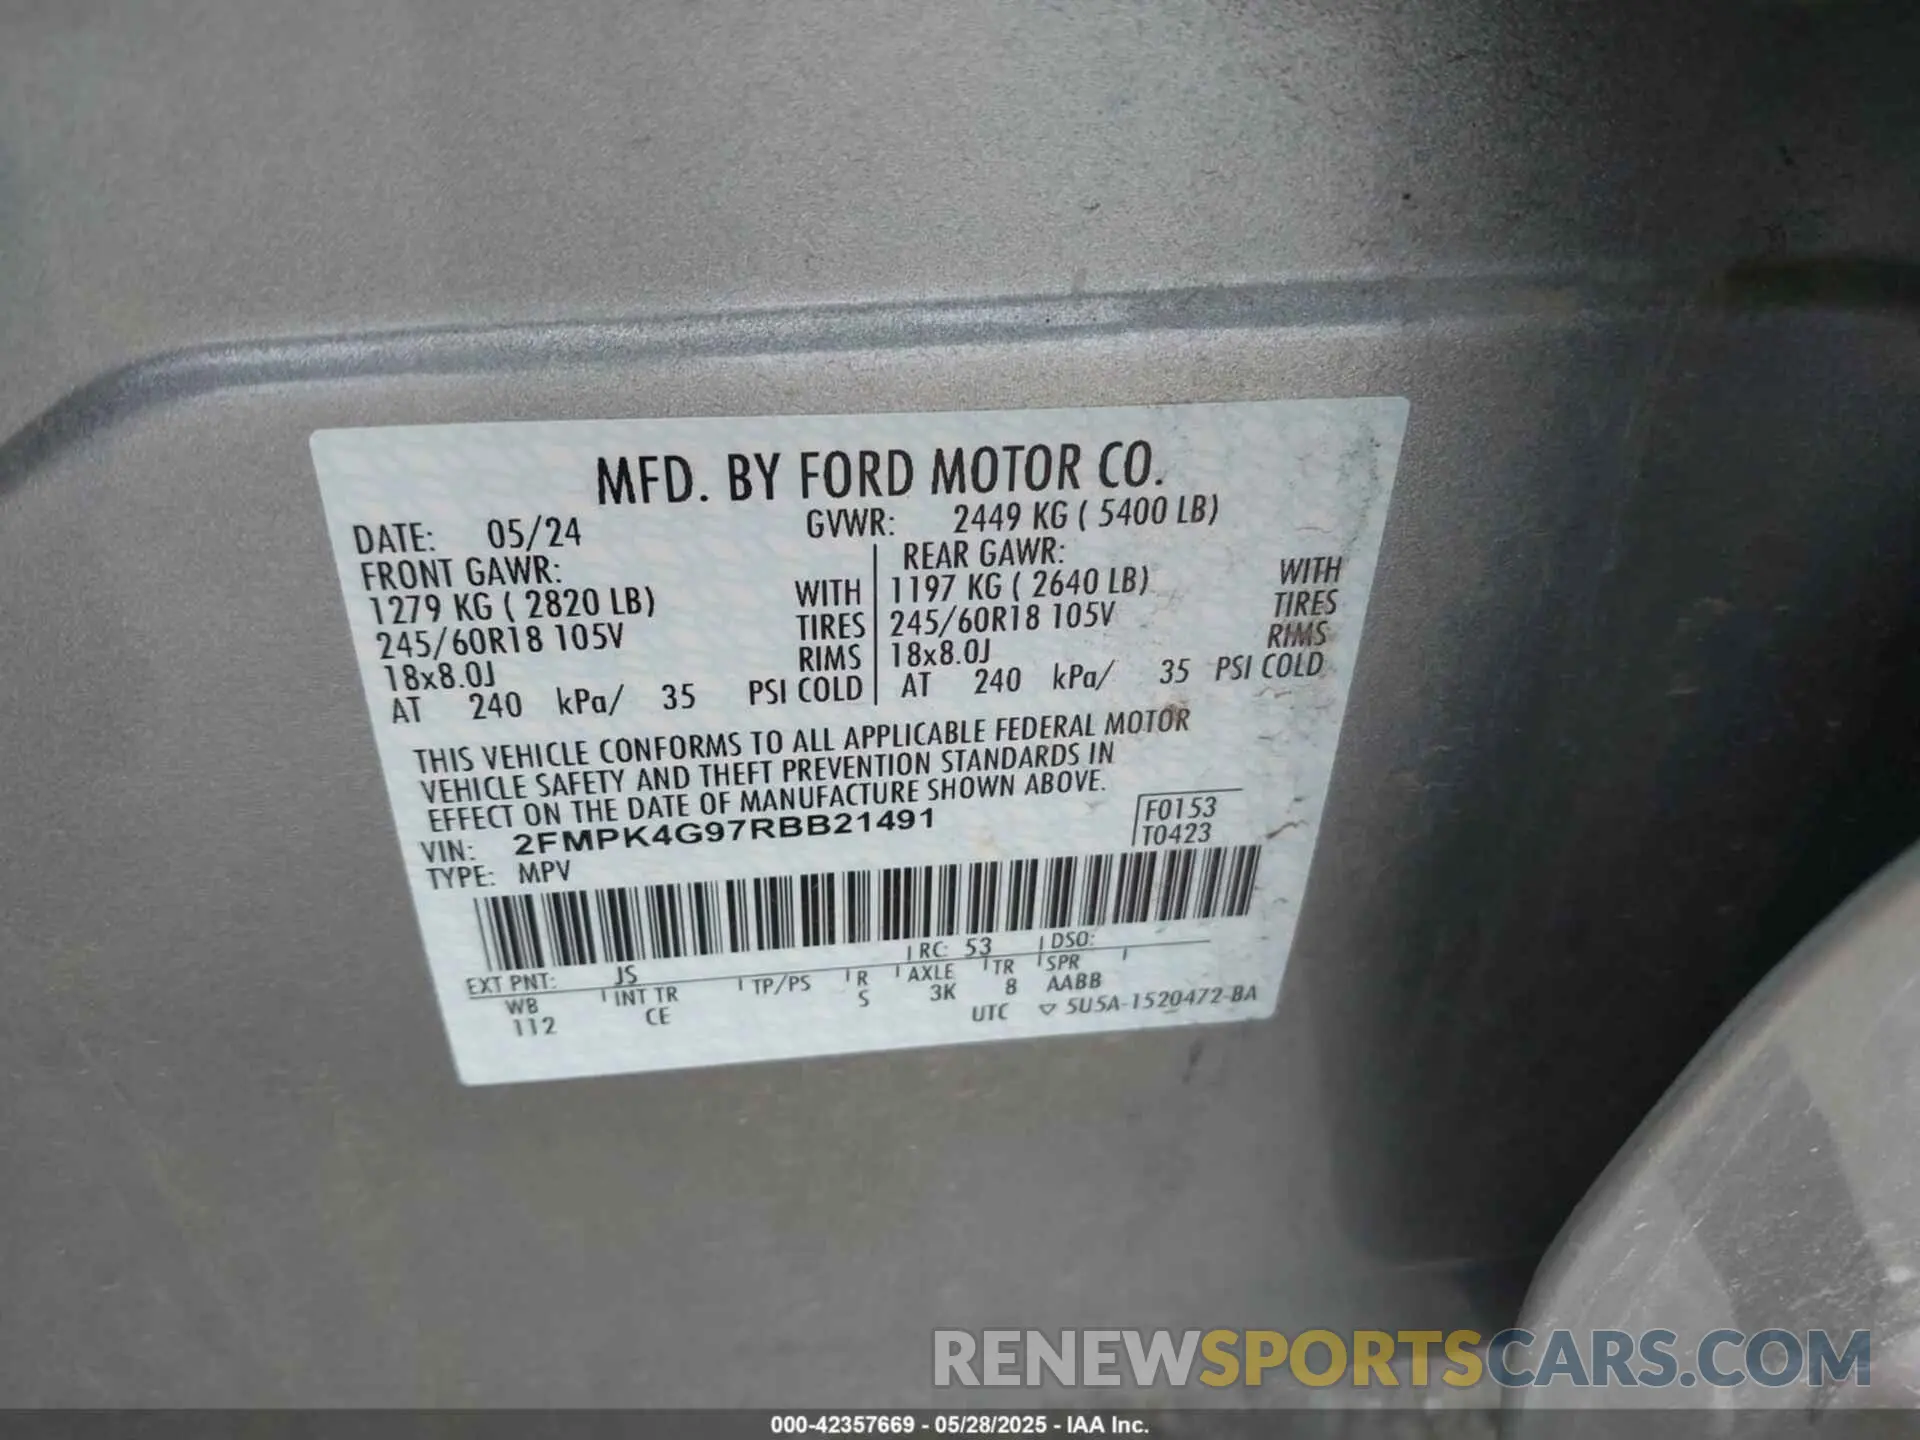 MFD. BY FORD MOTOR CO.
DATE: 05/24 GVWR: 2449 KG ( 5400 LB)
FRONT GAWR: REAR GAWR:
1279 KG ( 2820 LB) WITH 1197 KG ( 2640 LB) WITH
245/60R18 105V TIRES 245/60R18 105V TIRES
18x8.0J RIMS 18x8.0J RIMS
AT 240 kPa/ 35 PSI COLD AT 240 kPa/ 35 PSI COLD
THIS VEHICLE CONFORMS TO ALL APPLICABLE FEDERAL MOTOR
VEHICLE SAFETY AND THEFT PREVENTION STANDARDS IN
EFFECT ON THE DATE OF MANUFACTURE SHOWN ABOVE.
VIN: 2FMPK4G97RBB21491 F0153
TYPE: MPV T0423
EXT PNT: JS RC: 53 DSO:
WB INT TR TP/PS R AXLE TR SPR
112 CE S 3K 8 AABB
UTC ▽ 5U5A-1520472-BA
RENEWSPORTSCARS.COM
000-42357669 - 05/28/2025 - IAA Inc.